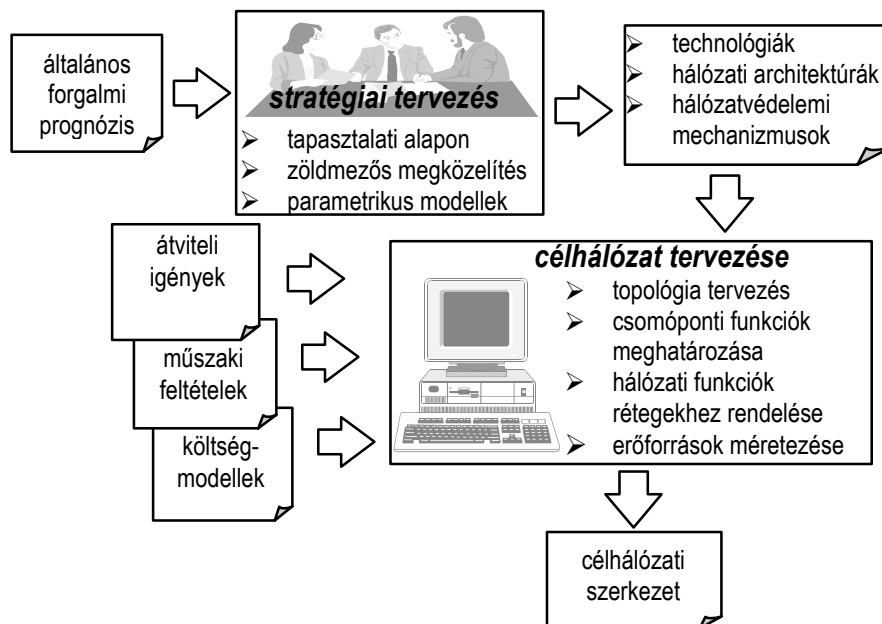 általános
forgalmi
prognózis
stratégiai tervezés
➢ tapasztalati alapon
➢ zöldmezős megközelítés
➢ parametrikus modellek
➢ technológiák
➢ hálózati architektúrák
➢ hálózatvédelemi
mechanizmusok
átviteli
igények
műszaki
feltételek
költség-
modellek
célhálózat tervezése
➢ topológia tervezés
➢ csomóponti funkciók
meghatározása
➢ hálózati funkciók
rétegekhez rendelése
➢ erőforrások méretezése
célhálózati
szerkezet